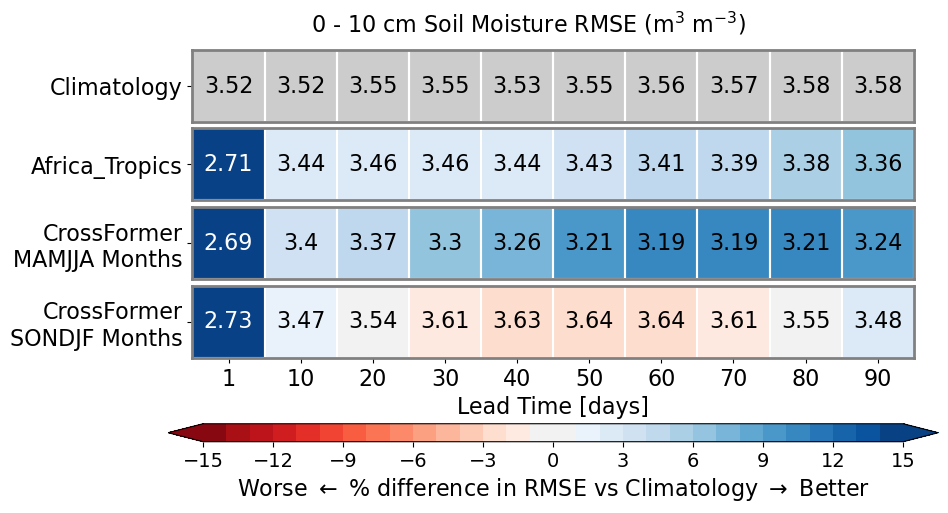 0 - 10 cm Soil Moisture RMSE (m³ m⁻³)
Climatology 3.52 3.52 3.55 3.55 3.53 3.55 3.56 3.57 3.58 3.58
Africa_Tropics 2.71 3.44 3.46 3.46 3.44 3.43 3.41 3.39 3.38 3.36
CrossFormer
MAMJJA Months 2.69 3.4 3.37 3.3 3.26 3.21 3.19 3.19 3.21 3.24
CrossFormer
SONDJF Months 2.73 3.47 3.54 3.61 3.63 3.64 3.64 3.61 3.55 3.48
1 10 20 30 40 50 60 70 80 90
Lead Time [days]
−15 −12 −9 −6 −3 0 3 6 9 12 15
Worse ← % difference in RMSE vs Climatology → Better